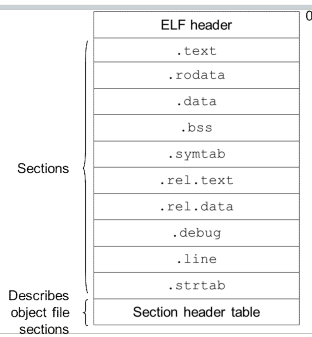 ELF header
0
.text
.rodata
.data
.bss
.symtab
Sections
.rel.text
.rel.data
.debug
.line
.strtab
Describes
object file
sections
Section header table